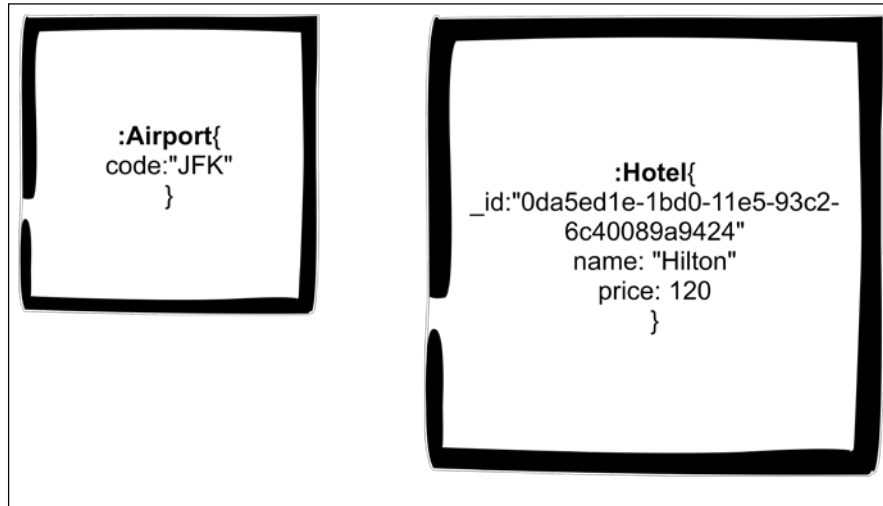 :Airport{
code:"JFK"
}
:Hotel{
_id:"0da5ed1e-1bd0-11e5-93c2-
6c40089a9424"
name: "Hilton"
price: 120
}